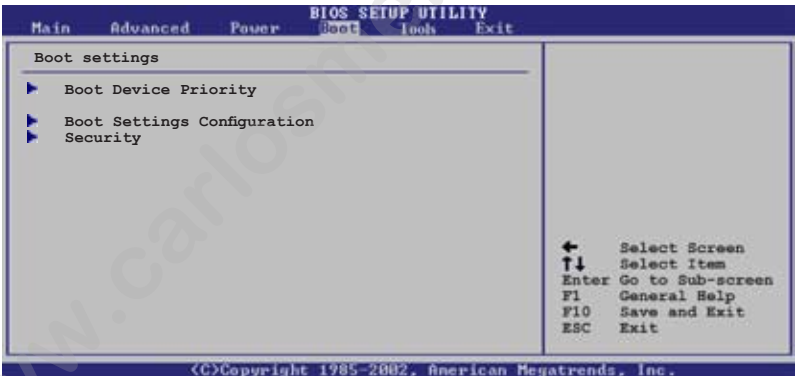 BIOS SETUP UTILITY
Main Advanced Power Boot Tools Exit
Boot settings
Boot Device Priority
Boot Settings Configuration
Security
← Select Screen
↑↓ Select Item
Enter Go to Sub-screen
F1 General Help
F10 Save and Exit
ESC Exit
(C)Copyright 1985-2002, American Megatrends, Inc.